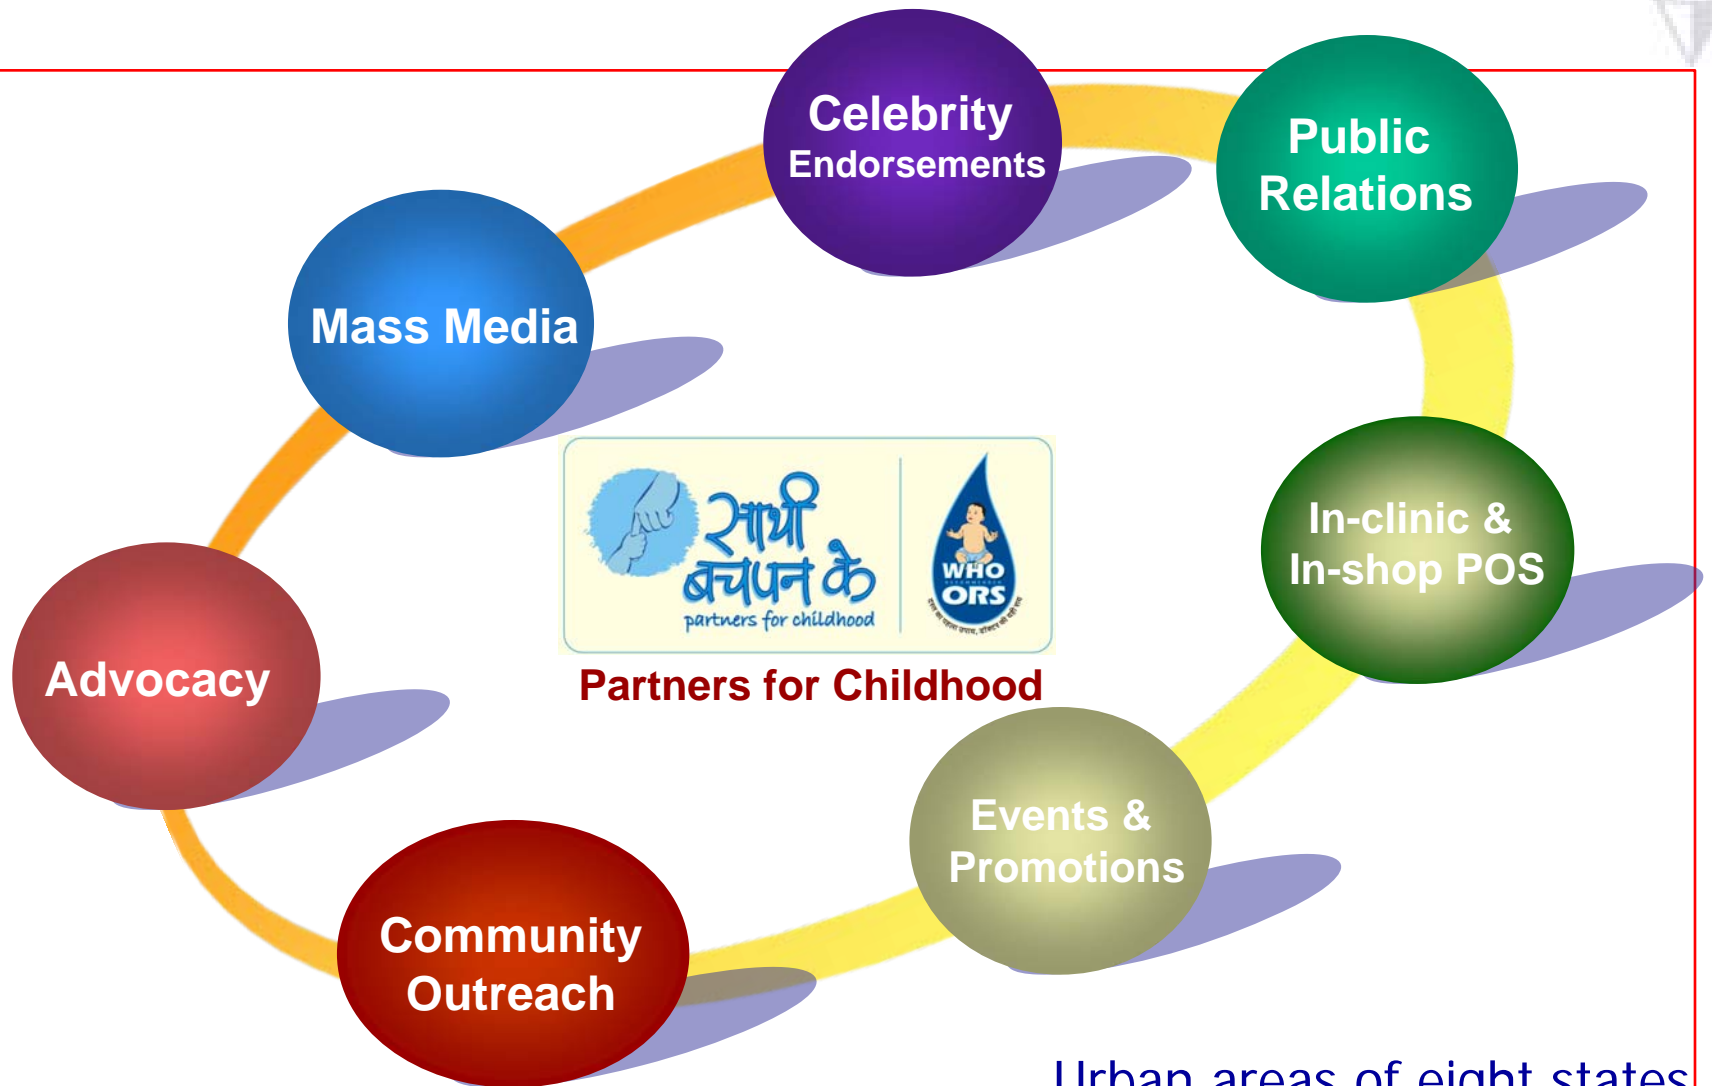 Celebrity
Endorsements
Public
Relations
Mass Media
In-clinic &
In-shop POS
साथी
बचपन के
partners for childhood
WHO
ORS
Partners for Childhood
Advocacy
Events &
Promotions
Community
Outreach
Urban areas of eight states